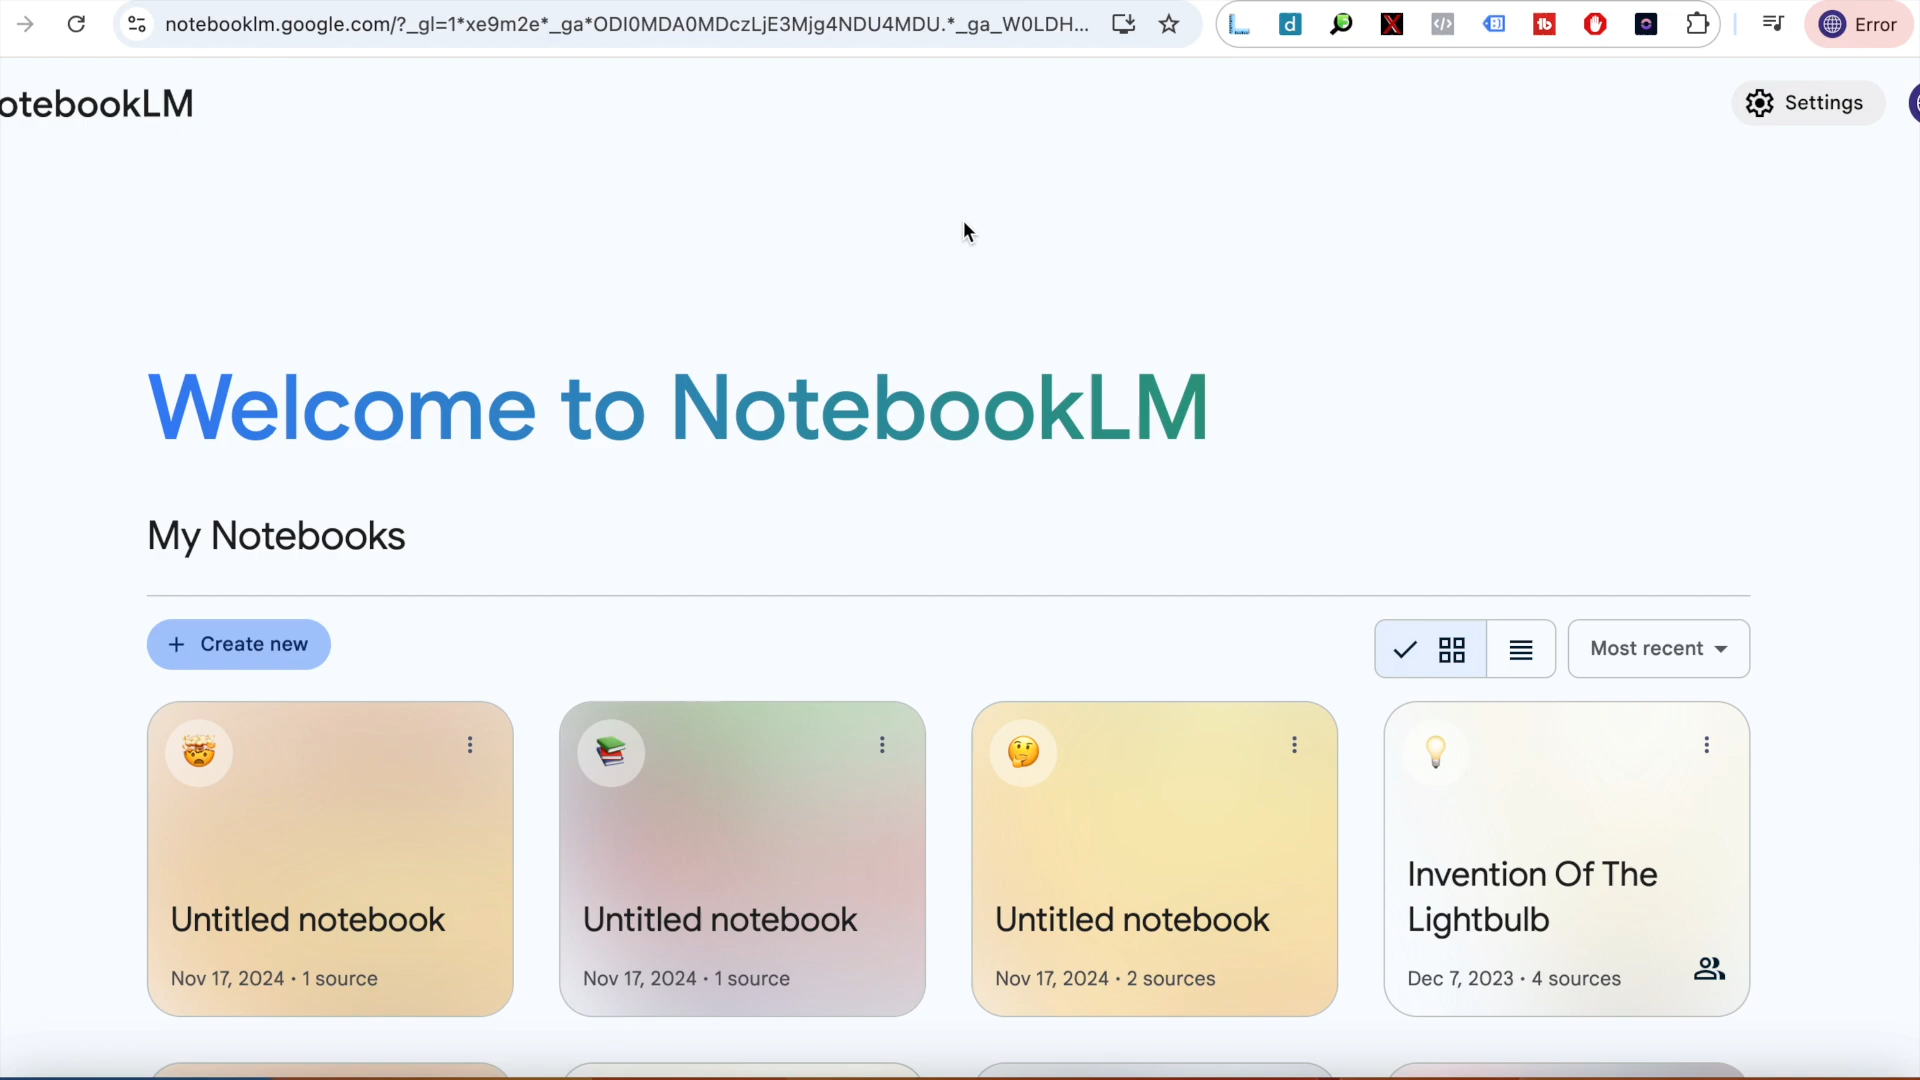 notebooklm.google.com/?_gl=1*xe9m2e*_ga*ODI0MDA0MDczLjE3Mjg4NDU4MDU.*_ga_W0LDH...
Error
otebookLM
Settings
Welcome to NotebookLM
My Notebooks
+ Create new
Most recent
Untitled notebook
Nov 17, 2024 · 1 source
Untitled notebook
Nov 17, 2024 · 1 source
Untitled notebook
Nov 17, 2024 · 2 sources
Invention Of The
Lightbulb
Dec 7, 2023 · 4 sources